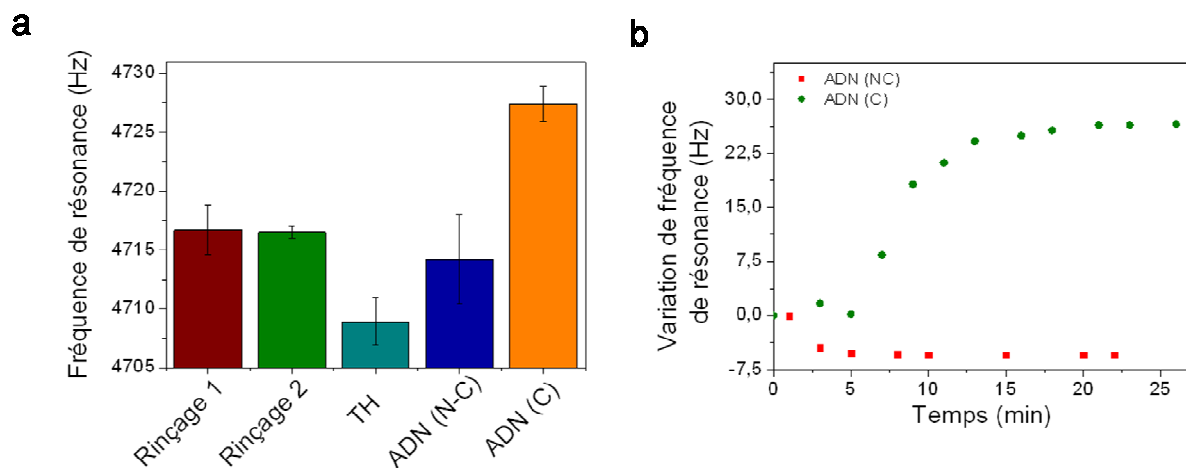 a
Fréquence de résonance (Hz)
4730
4725
4720
4715
4710
4705
Rinçage 1
Rinçage 2
TH
ADN (N-C)
ADN (C)
b
Variation de fréquence
de résonance (Hz)
ADN (NC)
ADN (C)
30,0
22,5
15,0
7,5
0,0
-7,5
0
5
10
15
20
25
Temps (min)